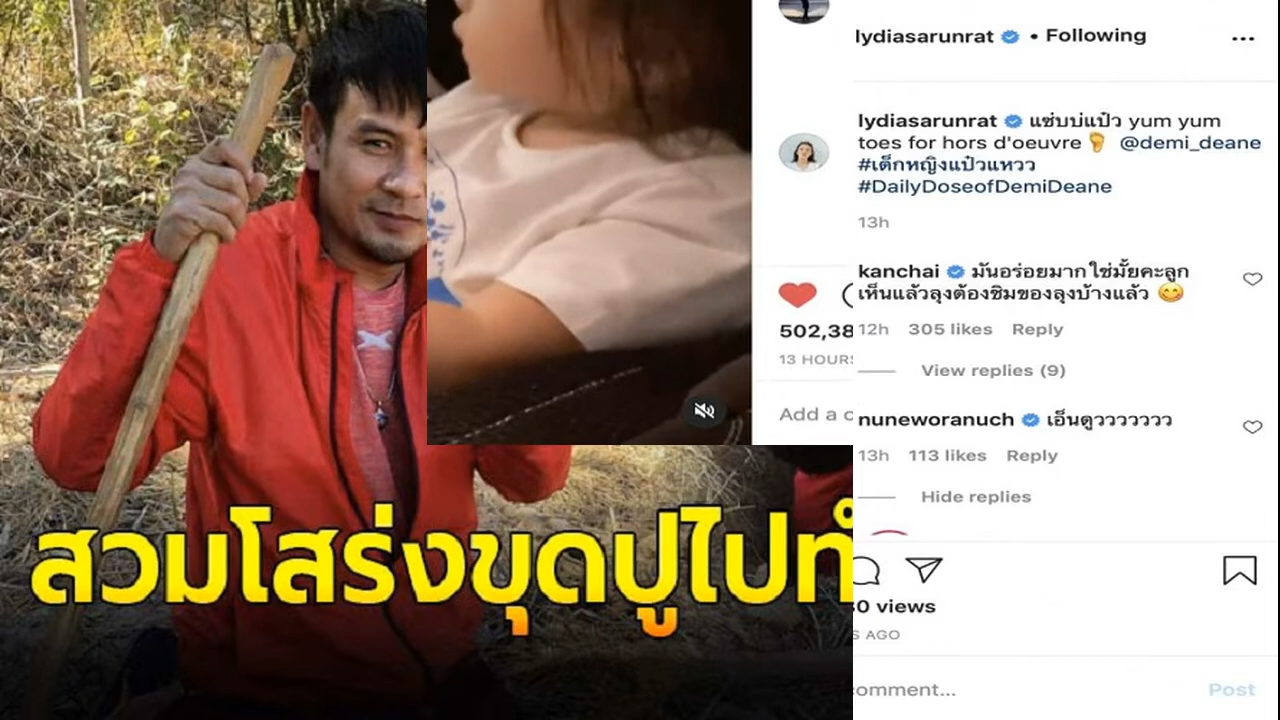 lydiasarunrat • Following
lydiasarunrat แซ่บบ่แป๋ว yum yum
toes for hors d'oeuvre @demi_deane
#เด็กหญิงแป๋วแหวว
#DailyDoseofDemiDeane
13h
kanchai มันอร่อยมากใช่มั้ยคะลูก
เห็นแล้วลุงต้องชิมของลุงบ้างแล้ว
12h 305 likes Reply
View replies (9)
nuneworanuch เอ็นดูววววววว
13h 113 likes Reply
Hide replies
502,38
13 HOURS
Add a c
สวมโสร่งขุดปูไปทำ
30 views
S AGO
omment...
Post